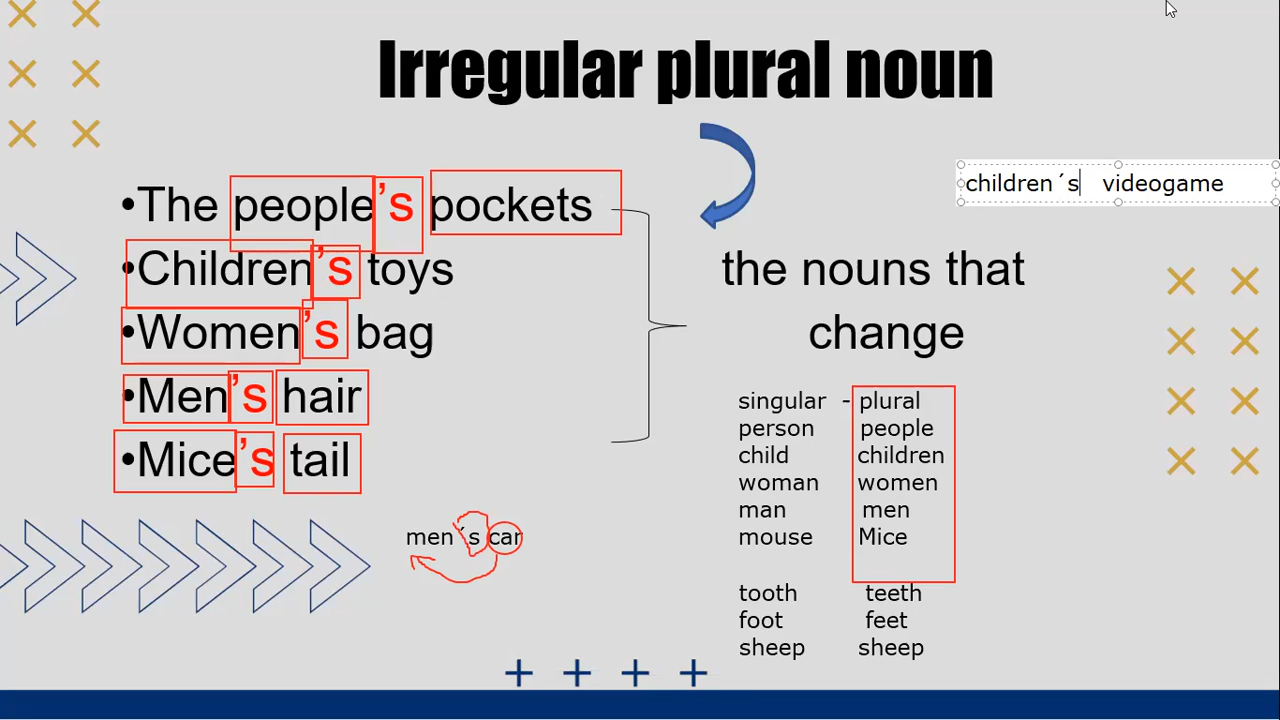 Irregular plural noun
•The people’s pockets
•Children’s toys
•Women’s bag
•Men’s hair
•Mice’s tail
men´s car
children´s videogame
the nouns that
change
singular - plural
person people
child children
woman women
man men
mouse Mice
tooth teeth
foot feet
sheep sheep